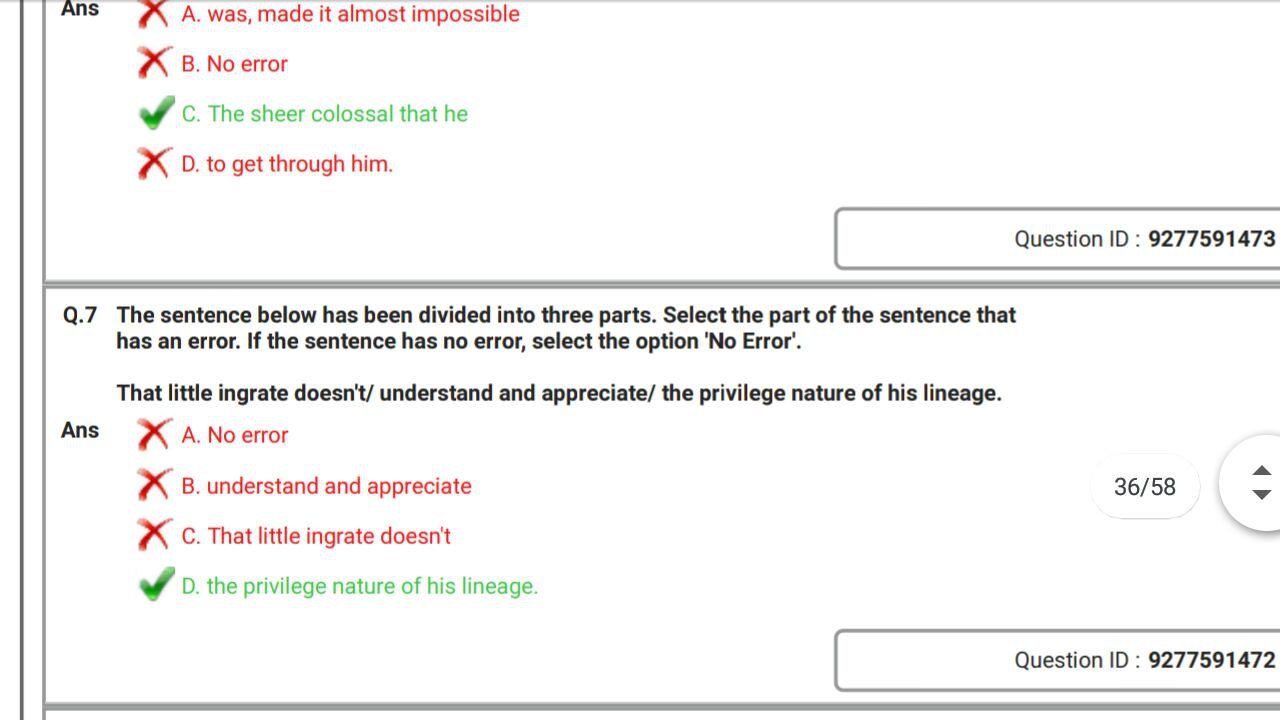 Ans A. was, made it almost impossible
B. No error
C. The sheer colossal that he
D. to get through him.
Question ID : 9277591473
Q.7 The sentence below has been divided into three parts. Select the part of the sentence that
has an error. If the sentence has no error, select the option 'No Error'.
That little ingrate doesn't/ understand and appreciate/ the privilege nature of his lineage.
Ans A. No error
B. understand and appreciate
C. That little ingrate doesn't
D. the privilege nature of his lineage.
36/58
Question ID : 9277591472